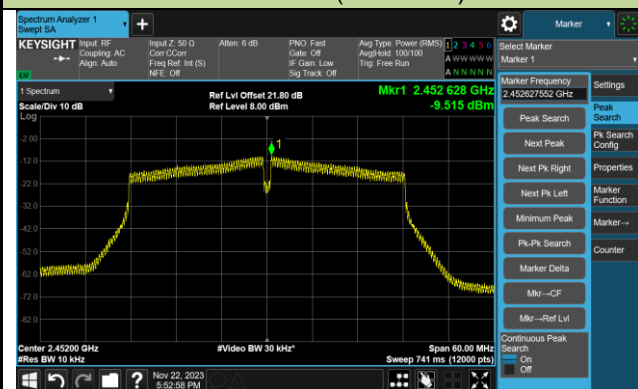 Spectrum Analyzer 1
Swept SA
Marker
KEYSIGHT
Input: RF
Coupling: AC
Align: Auto
Input Z: 50 Ω
Corr CCorr
Freq Ref: Int (S)
NFE: Off
Atten: 6 dB
PNO: Fast
Gate: Off
IF Gain: Low
Sig Track: Off
Avg Type: Power (RMS)
Avg|Hold: 100/100
Trig: Free Run
1 2 3 4 5 6
A W W W W W
A N N N N N
Select Marker
Marker 1
1 Spectrum
Scale/Div 10 dB
Log
Ref Lvl Offset 21.80 dB
Ref Level 8.00 dBm
Mkr1 2.452 628 GHz
-9.515 dBm
1
-2.00
-12.0
-22.0
-32.0
-42.0
-52.0
-62.0
-72.0
-82.0
Center 2.45200 GHz
#Res BW 10 kHz
#Video BW 30 kHz*
Span 60.00 MHz
Sweep 741 ms (12000 pts)
Marker Frequency
2.452627552 GHz
Peak Search
Next Peak
Next Pk Right
Next Pk Left
Minimum Peak
Pk-Pk Search
Marker Delta
Mkr→CF
Mkr→Ref Lvl
Continuous Peak
Search
On
Off
Settings
Peak
Search
Pk Search
Config
Properties
Marker
Function
Marker→
Counter
Nov 22, 2023
5:52:58 PM